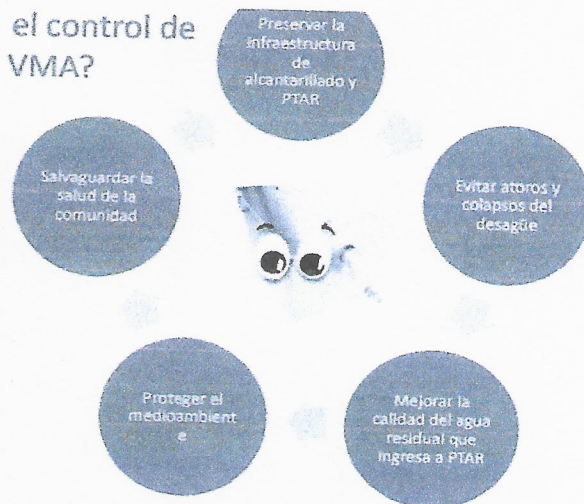 el control de
VMA?
Preservar la
infraestructura
de
alcantarillado y
PTAR
Evitar atoros y
colapsos del
desagüe
Mejorar la
calidad del agua
residual que
ingresa a PTAR
Proteger el
medioambient
e
Salvaguardar la
salud de la
comunidad